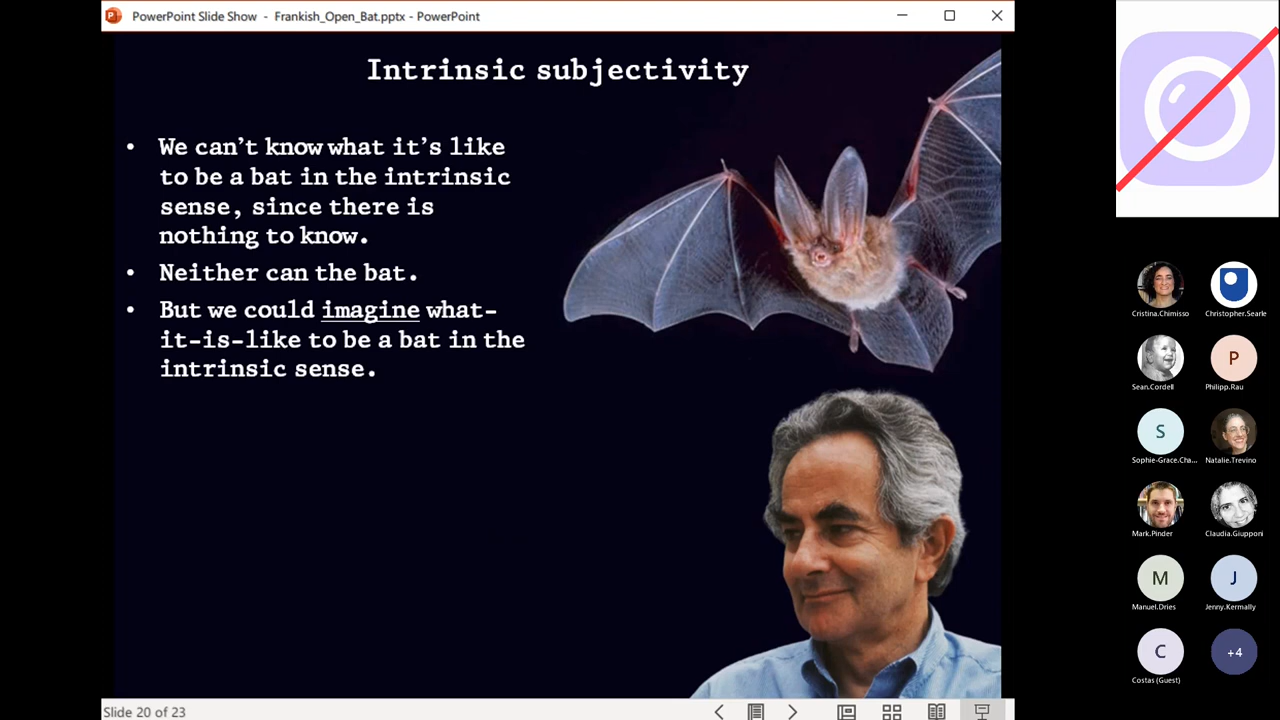 PowerPoint Slide Show - Frankish_Open_Bat.pptx - PowerPoint
Intrinsic subjectivity
• We can't know what it's like
to be a bat in the intrinsic
sense, since there is
nothing to know.
• Neither can the bat.
• But we could imagine what-
it-is-like to be a bat in the
intrinsic sense.
Slide 20 of 23
Cristina.Chimisso
Christopher.Searle
Sean.Cordell
P
Philipp.Rau
S
Sophie-Grace.Cha...
Natalie.Trevino
Mark.Pinder
Claudia.Giupponi
M
Manuel.Dries
J
Jenny.Kermally
C
Costas (Guest)
+4